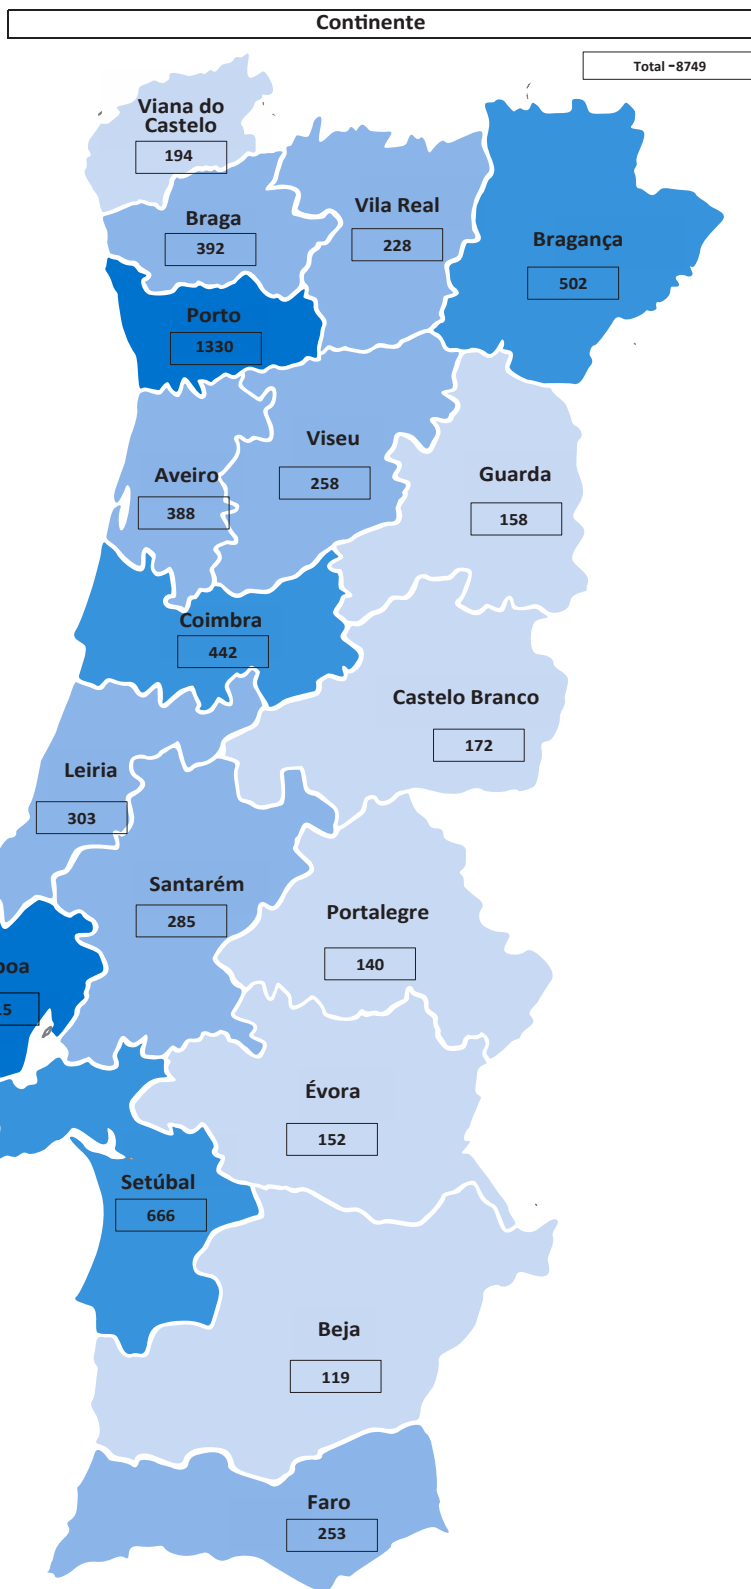 Continente
Total -8749
Viana do
Castelo
194
Braga
392
Vila Real
228
Bragança
502
Porto
1330
Viseu
258
Aveiro
388
Guarda
158
Coimbra
442
Castelo Branco
172
Leiria
303
Santarém
285
Portalegre
140
boa
15
Évora
152
Setúbal
666
Beja
119
Faro
253